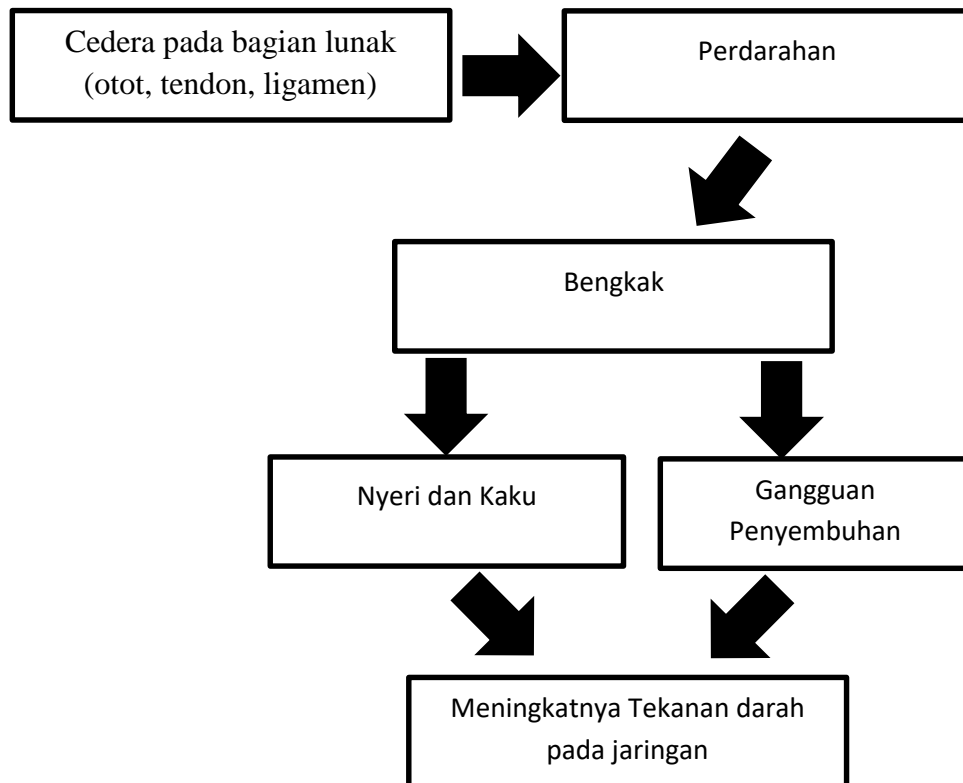 Cedera pada bagian lunak
(otot, tendon, ligamen)
Perdarahan
Bengkak
Nyeri dan Kaku
Gangguan
Penyembuhan
Meningkatnya Tekanan darah
pada jaringan